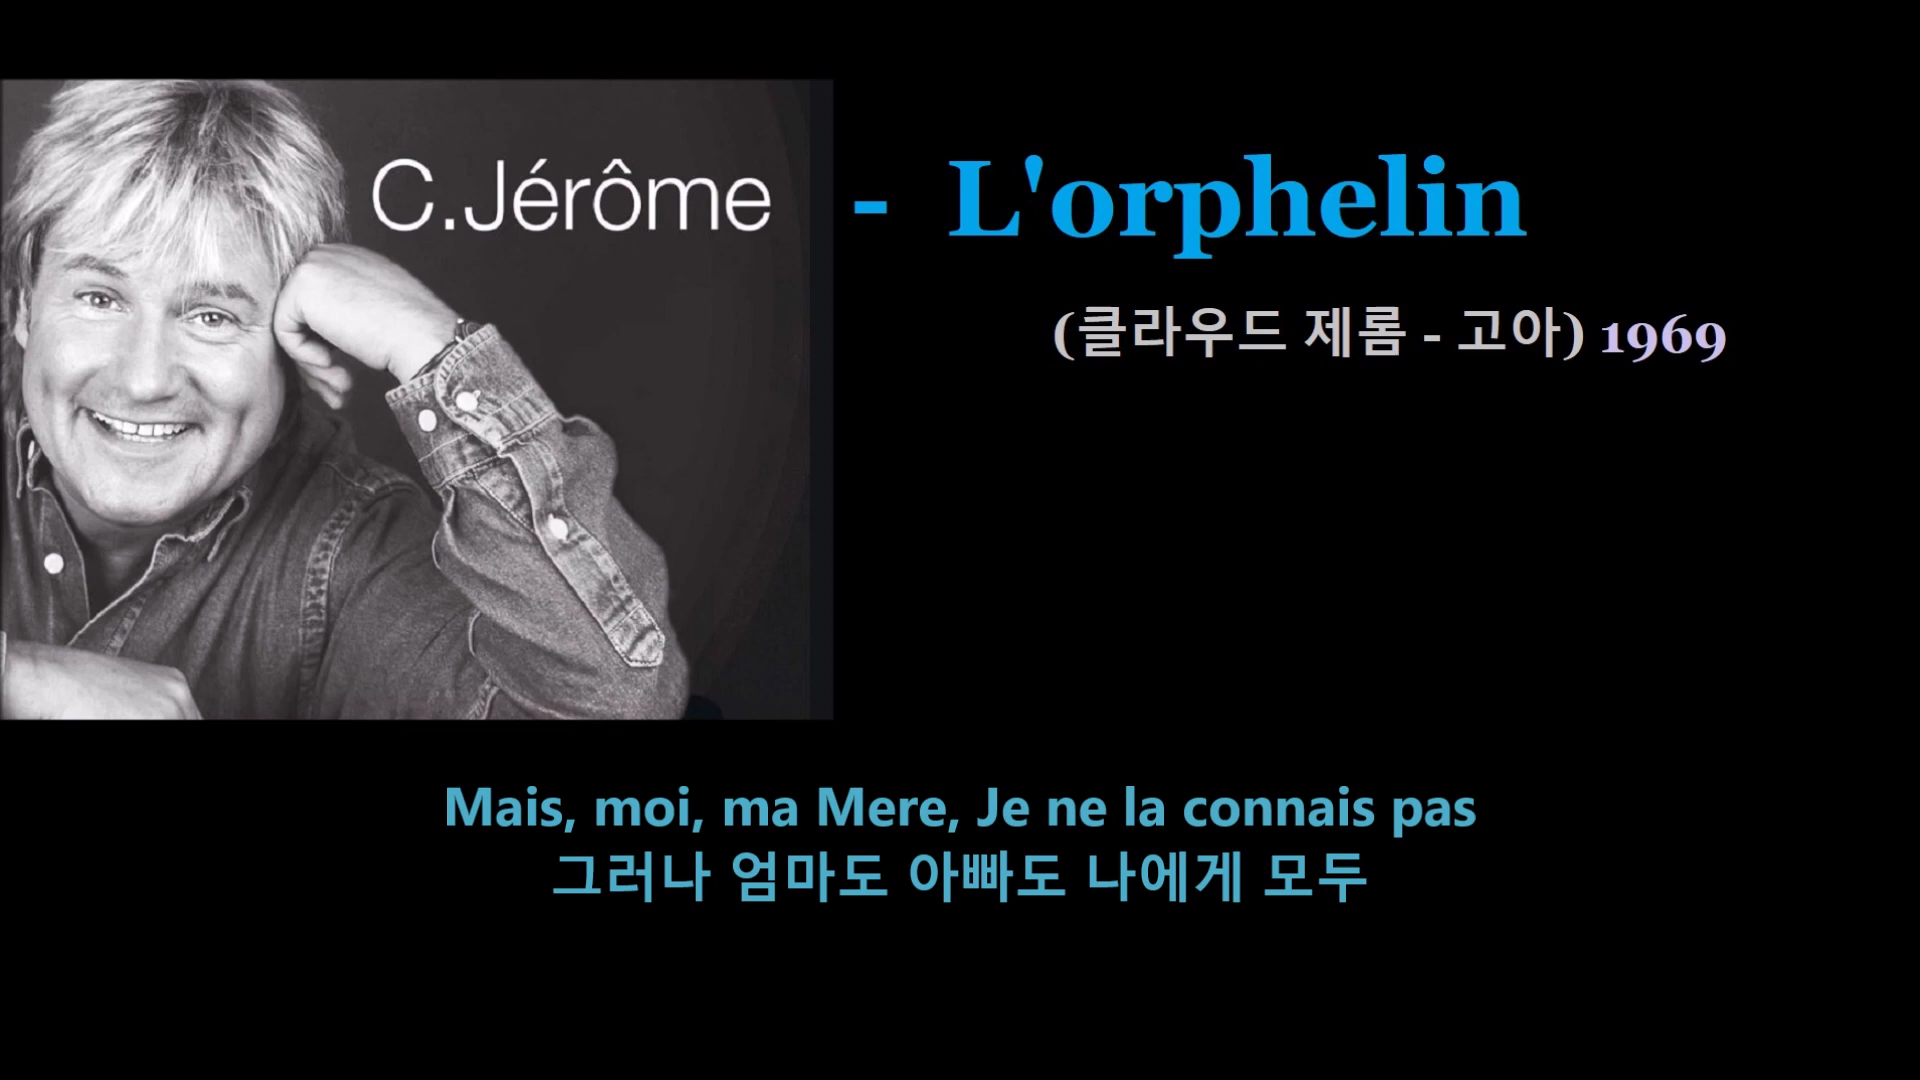 C.Jérôme - L'orphelin
(클라우드 제롬 - 고아) 1969
Mais, moi, ma Mere, Je ne la connais pas
그러나 엄마도 아빠도 나에게 모두